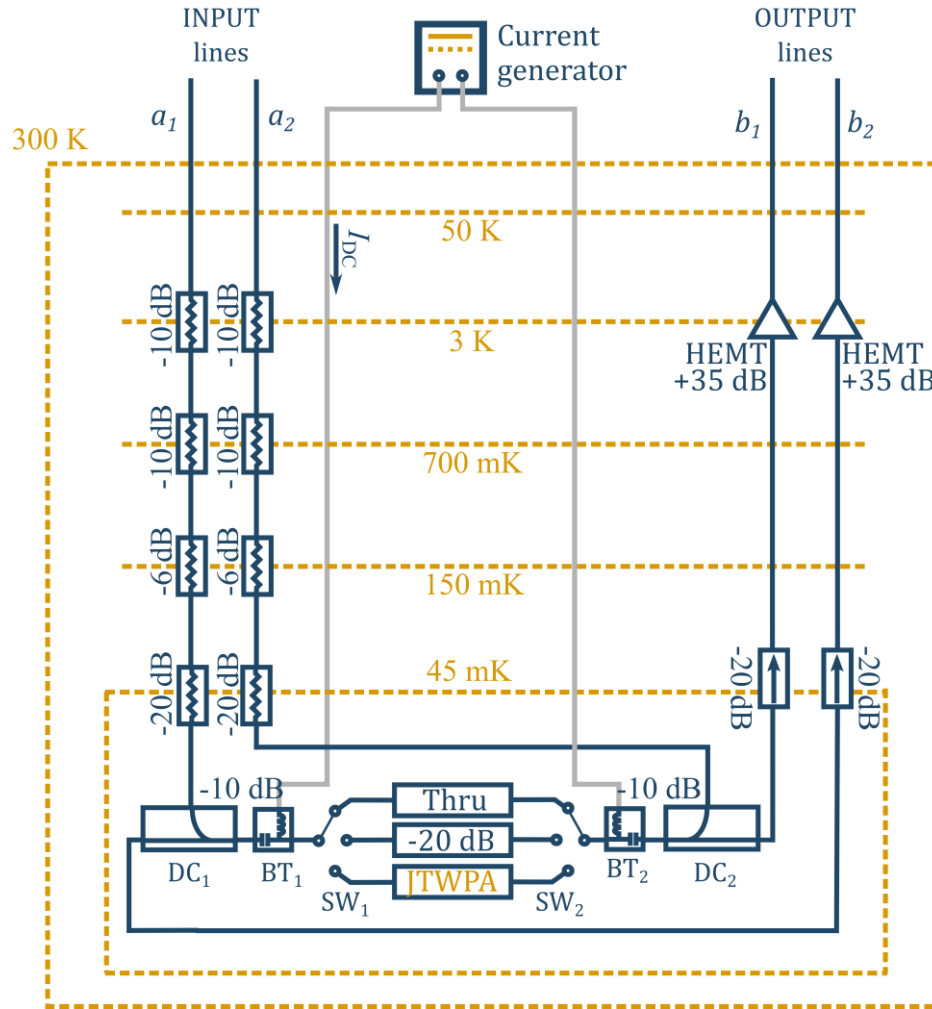 INPUT
lines
Current
generator
OUTPUT
lines
a1
a2
b1
b2
300 K
50 K
IDC
-10 dB
-10 dB
3 K
HEMT
+35 dB
HEMT
+35 dB
-10 dB
-10 dB
700 mK
-6 dB
-6 dB
150 mK
-20 dB
-20 dB
45 mK
-20 dB
-20 dB
-10 dB
-10 dB
Thru
-20 dB
JTWPA
DC1
BT1
SW1
SW2
BT2
DC2